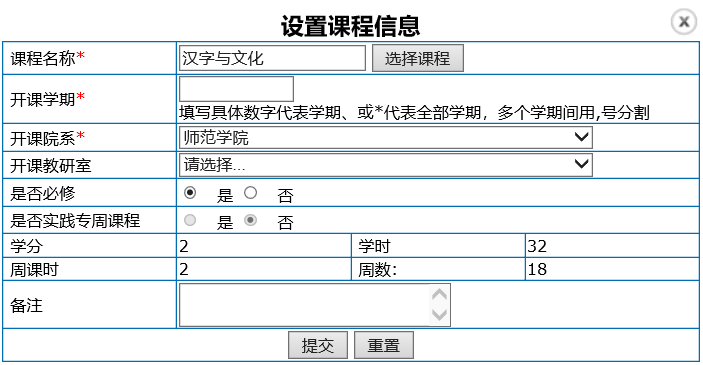 设置课程信息
课程名称* 汉字与文化 选择课程
开课学期*
填写具体数字代表学期、或*代表全部学期，多个学期间用,号分割
开课院系* 师范学院
开课教研室 请选择...
是否必修 是 否
是否实践专周课程 是 否
学分 2 学时 32
周课时 2 周数： 18
备注
提交 重置